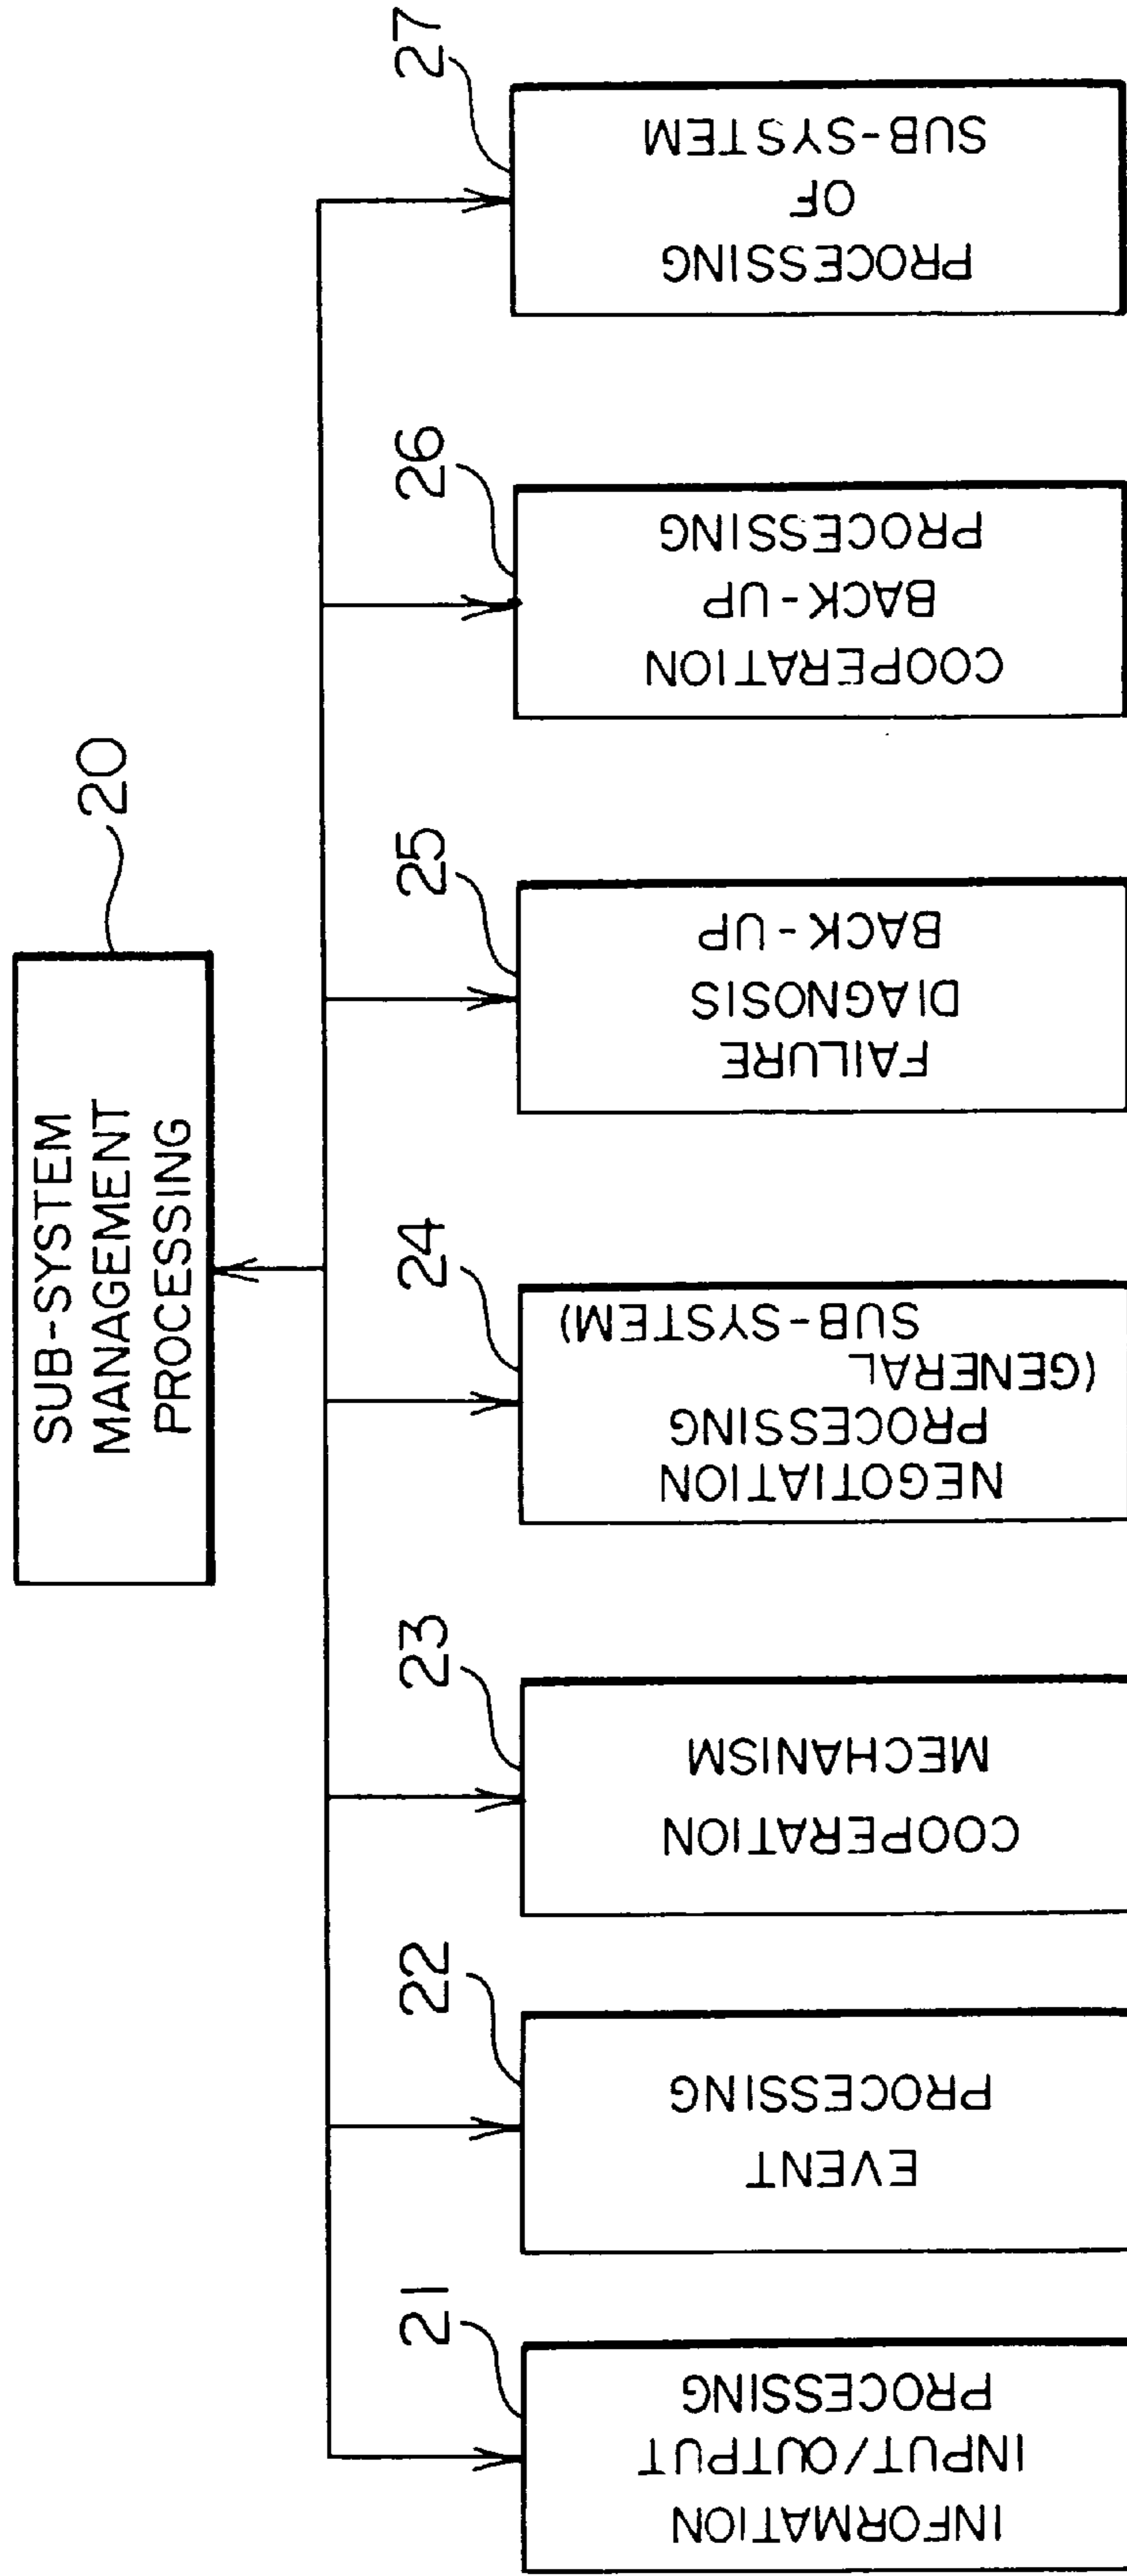 SUB-SYSTEM
MANAGEMENT
PROCESSING
20
21
INFORMATION
INPUT/OUTPUT
PROCESSING
22
EVENT
PROCESSING
23
COOPERATION
MECHANISM
24
NEGOTIATION
PROCESSING
(GENERAL
SUB-SYSTEM)
25
FAILURE
DIAGNOSIS
BACK-UP
26
COOPERATION
BACK-UP
PROCESSING
27
PROCESSING
OF
SUB-SYSTEM